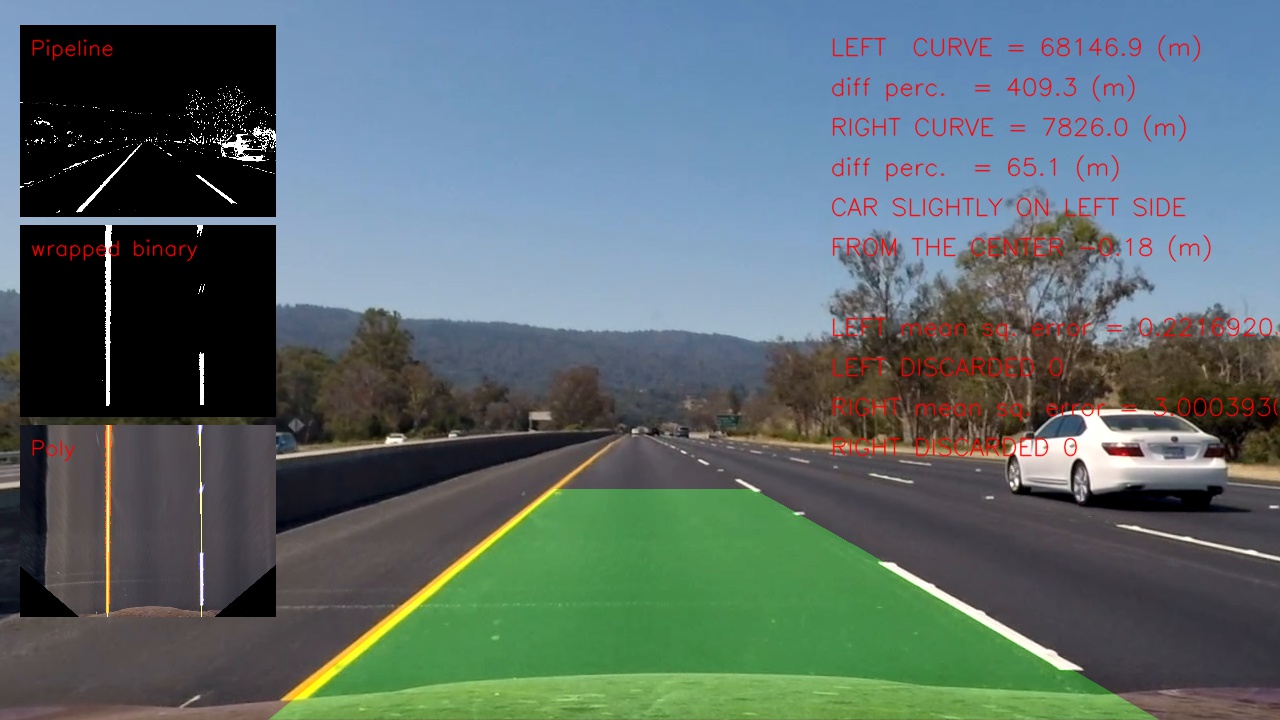 Pipeline
wrapped binary
Poly
LEFT CURVE = 68146.9 (m)
diff perc. = 409.3 (m)
RIGHT CURVE = 7826.0 (m)
diff perc. = 65.1 (m)
CAR SLIGHTLY ON LEFT SIDE
FROM THE CENTER -0.18 (m)
LEFT mean sq. error = 0.2216920
LEFT DISCARDED 0
RIGHT mean sq. error = 3.000393
RIGHT DISCARDED 0